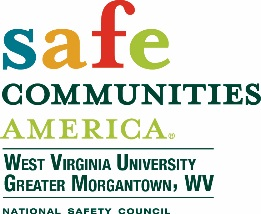 safe
COMMUNITIES
AMERICA®
WEST VIRGINIA UNIVERSITY
GREATER MORGANTOWN, WV
NATIONAL SAFETY COUNCIL